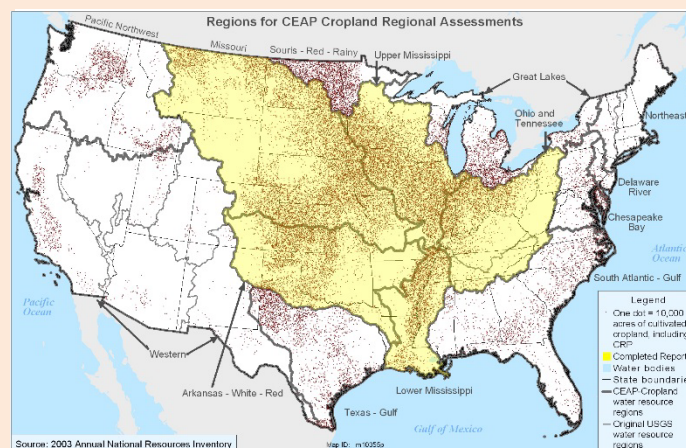 Regions for CEAP Cropland Regional Assessments
Pacific Northwest
Missouri
Souris - Red - Rainy
Upper Mississippi
Great Lakes
Ohio and
Tennessee
Northeast
Delaware
River
Chesapeake
Bay
Atlantic
Ocean
South Atlantic - Gulf
Pacific
Ocean
Western
Arkansas - White - Red
Texas - Gulf
Lower Mississippi
Gulf of Mexico
Legend
One dot = 10,000
acres of cultivated
cropland, including
CRP
Completed Report
Water bodies
State boundaries
CEAP-Cropland
water resource
regions
Original USGS
water resource
regions
Source: 2003 Annual National Resources Inventory
Map ID: m10355p